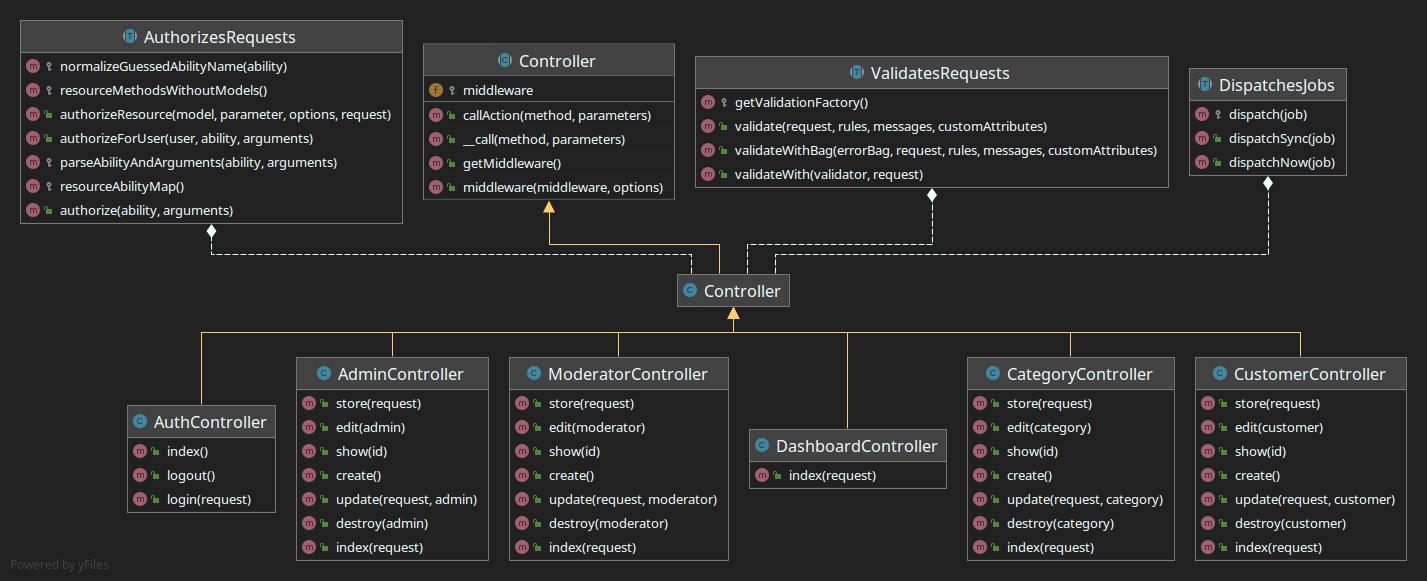 AuthorizesRequests
normalizeGuessedAbilityName(ability)
resourceMethodsWithoutModels()
authorizeResource(model, parameter, options, request)
authorizeForUser(user, ability, arguments)
parseAbilityAndArguments(ability, arguments)
resourceAbilityMap()
authorize(ability, arguments)
Controller
middleware
callAction(method, parameters)
__call(method, parameters)
getMiddleware()
middleware(middleware, options)
ValidatesRequests
getValidationFactory()
validate(request, rules, messages, customAttributes)
validateWithBag(errorBag, request, rules, messages, customAttributes)
validateWith(validator, request)
DispatchesJobs
dispatch(job)
dispatchSync(job)
dispatchNow(job)
Controller
AuthController
index()
logout()
login(request)
AdminController
store(request)
edit(admin)
show(id)
create()
update(request, admin)
destroy(admin)
index(request)
ModeratorController
store(request)
edit(moderator)
show(id)
create()
update(request, moderator)
destroy(moderator)
index(request)
DashboardController
index(request)
CategoryController
store(request)
edit(category)
show(id)
create()
update(request, category)
destroy(category)
index(request)
CustomerController
store(request)
edit(customer)
show(id)
create()
update(request, customer)
destroy(customer)
index(request)
Powered by yFiles